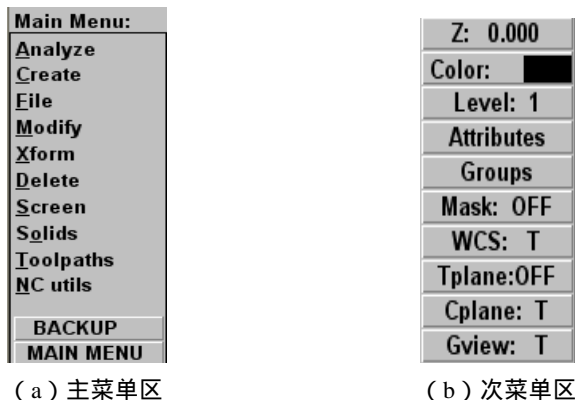 Main Menu:
Analyze
Create
File
Modify
Xform
Delete
Screen
Solids
Toolpaths
NC utils
BACKUP
MAIN MENU
(a)主菜单区
Z: 0.000
Color:
Level: 1
Attributes
Groups
Mask: OFF
WCS: T
Tplane:OFF
Cplane: T
Gview: T
(b)次菜单区